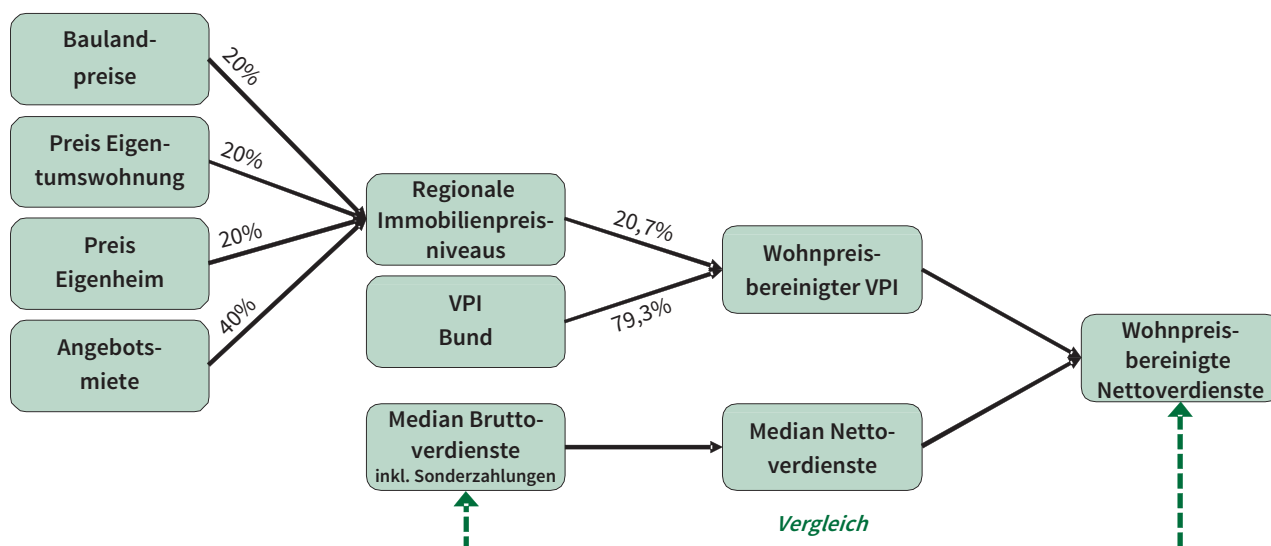 Bauland-
preise
20%
Preis Eigen-
tumswohnung
20%
Preis
Eigenheim
20%
Angebots-
miete
40%
Regionale
Immobilienpreis-
niveaus
20,7%
VPI
Bund
79,3%
Wohnpreis-
bereinigter VPI
Median Brutto-
verdienste
inkl. Sonderzahlungen
Median Netto-
verdienste
Wohnpreis-
bereinigte
Nettoverdienste
Vergleich